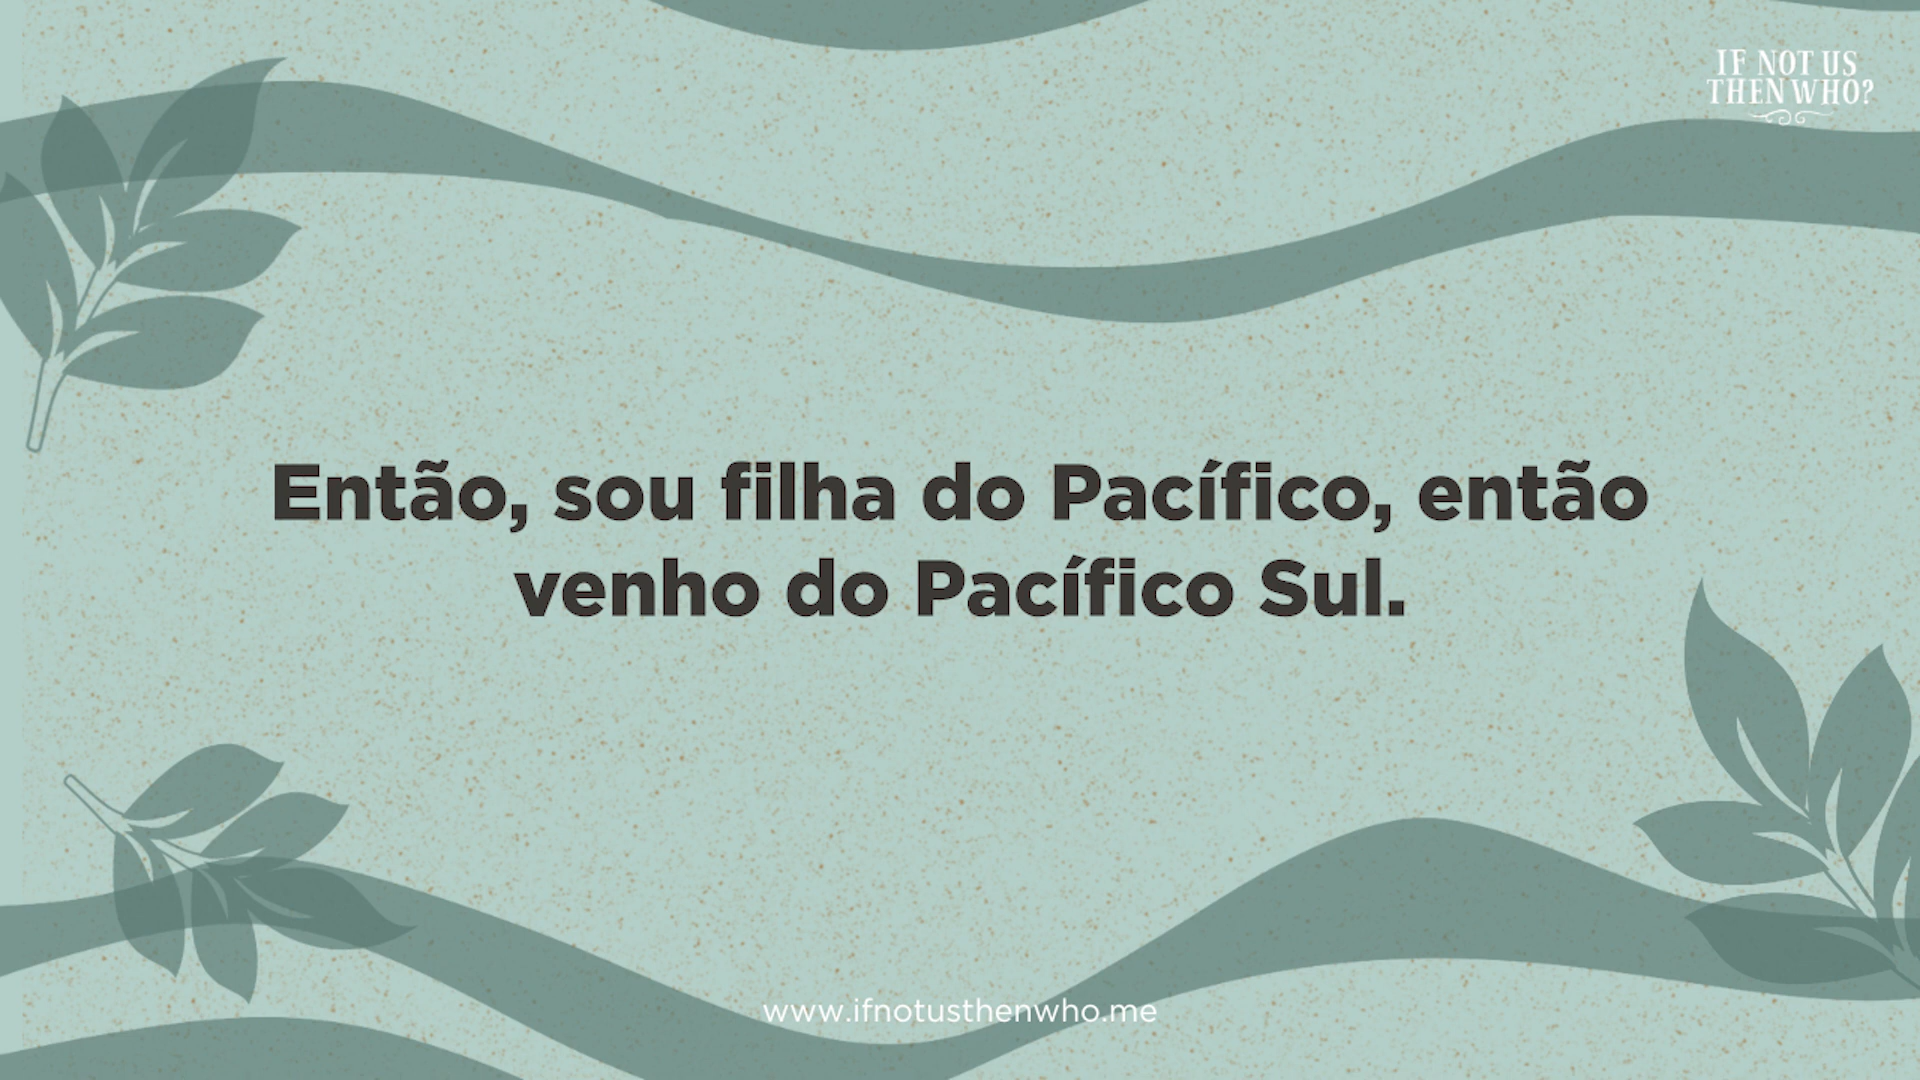 IF NOT US
THEN WHO?
Então, sou filha do Pacífico, então
venho do Pacífico Sul.
www.ifnotusthenwho.me